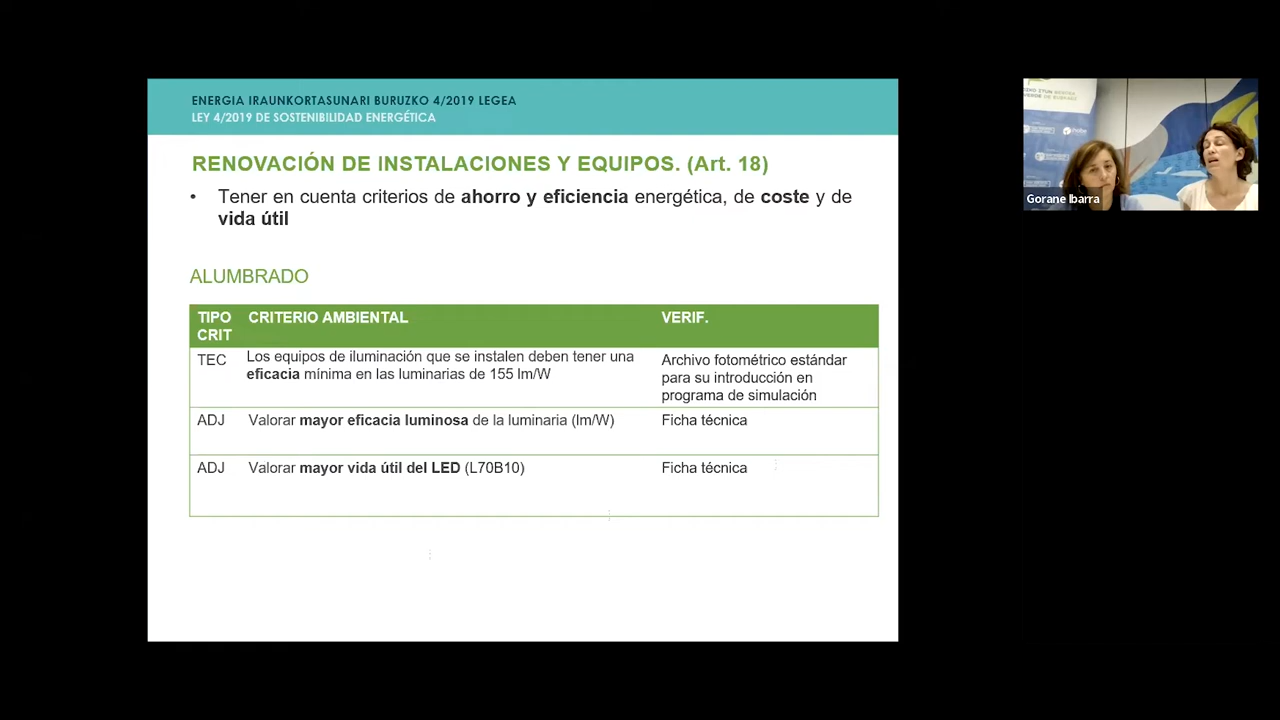 ENERGIA IRAUNKORTASUNARI BURUZKO 4/2019 LEGEA
LEY 4/2019 DE SOSTENIBILIDAD ENERGÉTICA
RENOVACIÓN DE INSTALACIONES Y EQUIPOS. (Art. 18)
• Tener en cuenta criterios de ahorro y eficiencia energética, de coste y de
vida útil
ALUMBRADO
TIPO CRIT
CRITERIO AMBIENTAL
VERIF.
TEC
Los equipos de iluminación que se instalen deben tener una
eficacia mínima en las luminarias de 155 lm/W
Archivo fotométrico estándar
para su introducción en
programa de simulación
ADJ
Valorar mayor eficacia luminosa de la luminaria (lm/W)
Ficha técnica
ADJ
Valorar mayor vida útil del LED (L70B10)
Ficha técnica
Gorane Ibarra